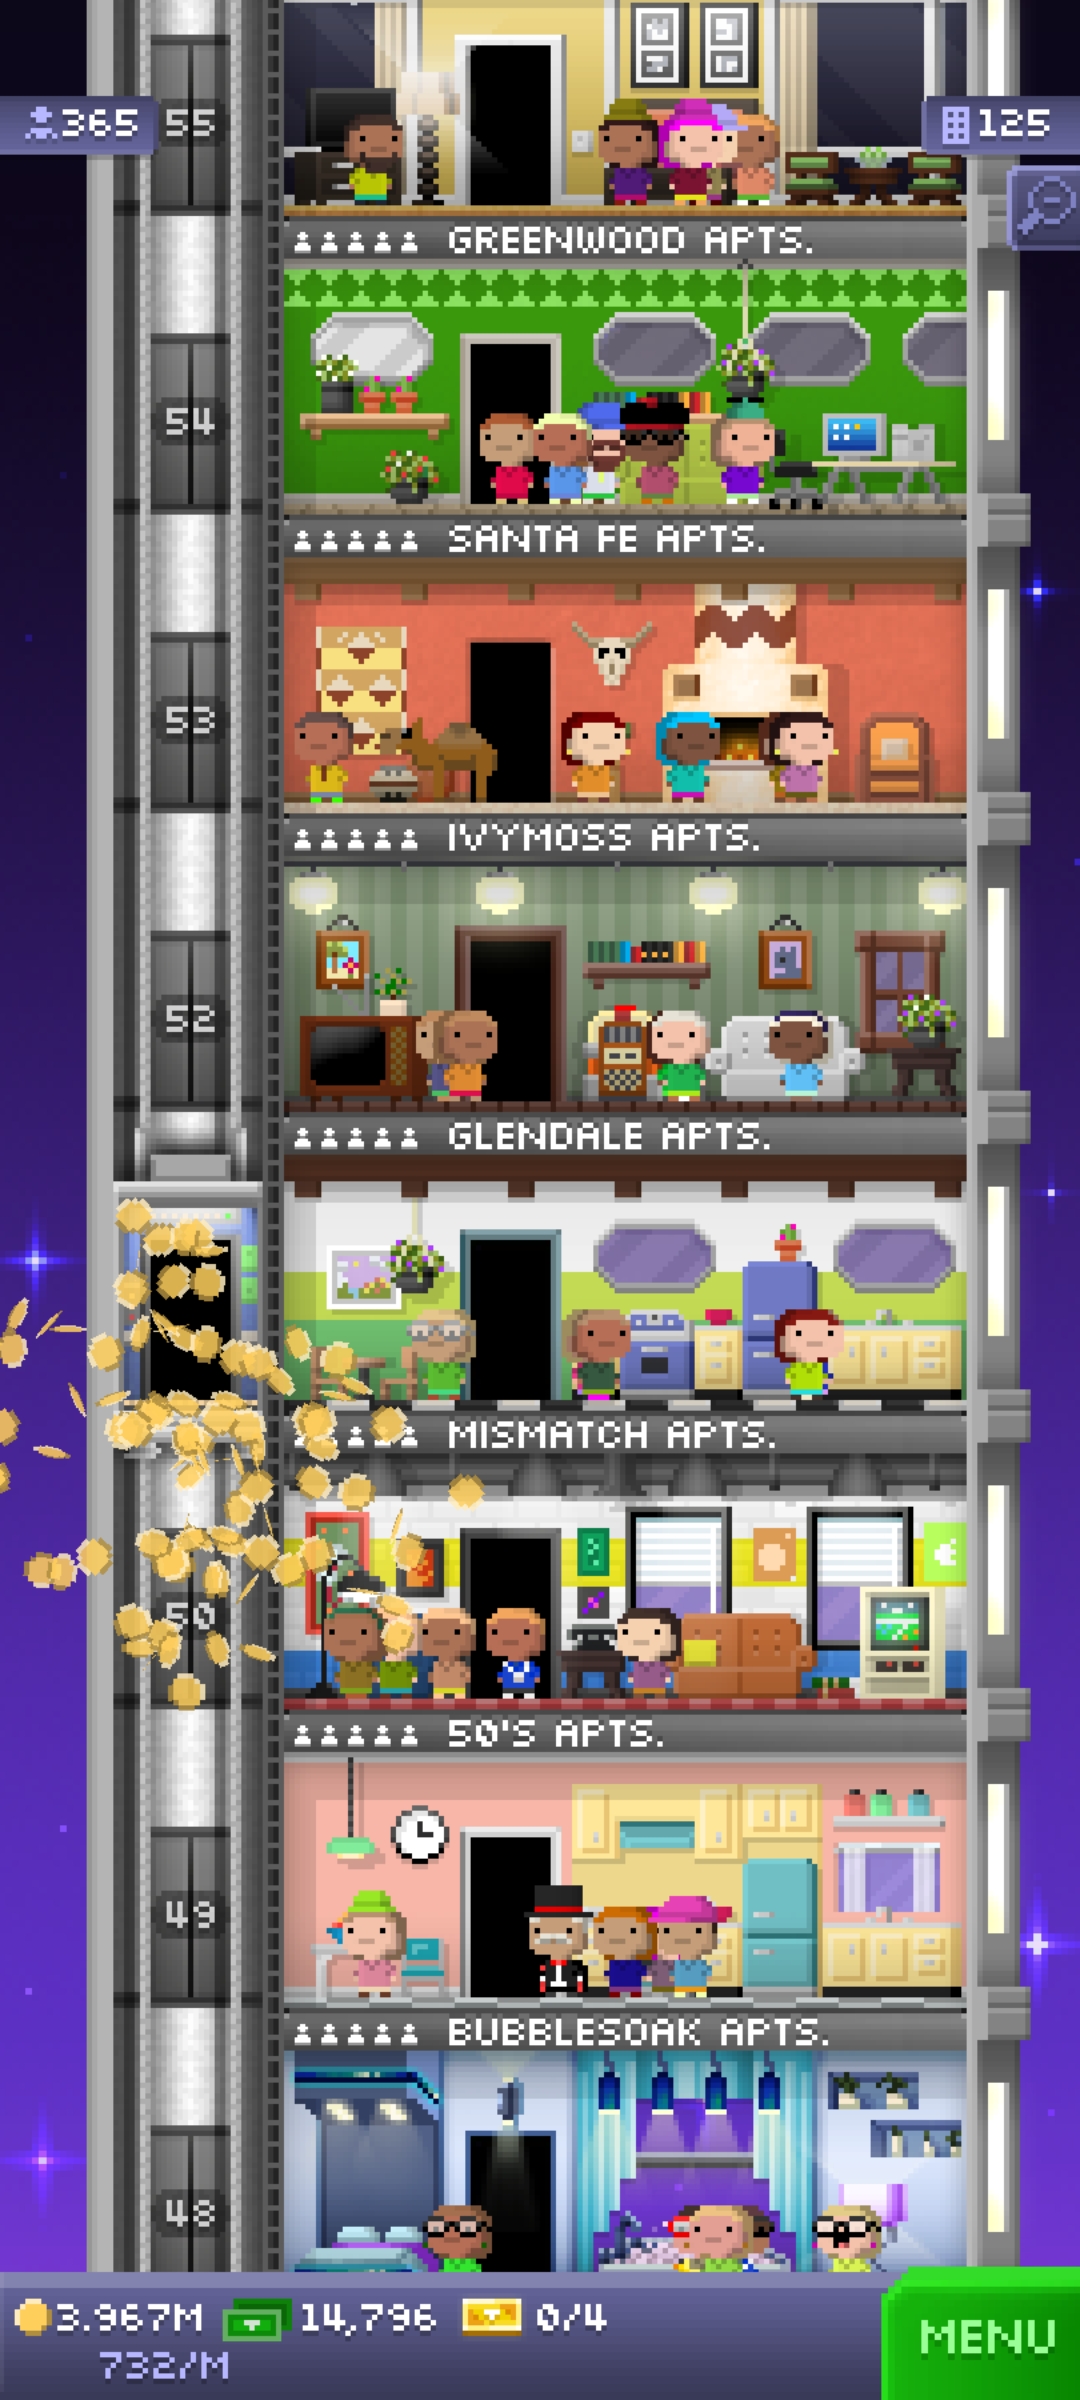 365
55
125
GREENWOOD APTS.
54
SANTA FE APTS.
53
IVYMOSS APTS.
52
GLENDALE APTS.
MISMATCH APTS.
50
50'S APTS.
49
BUBBLESOAK APTS.
48
3.967M 14,796 0/4
732/M
MENU